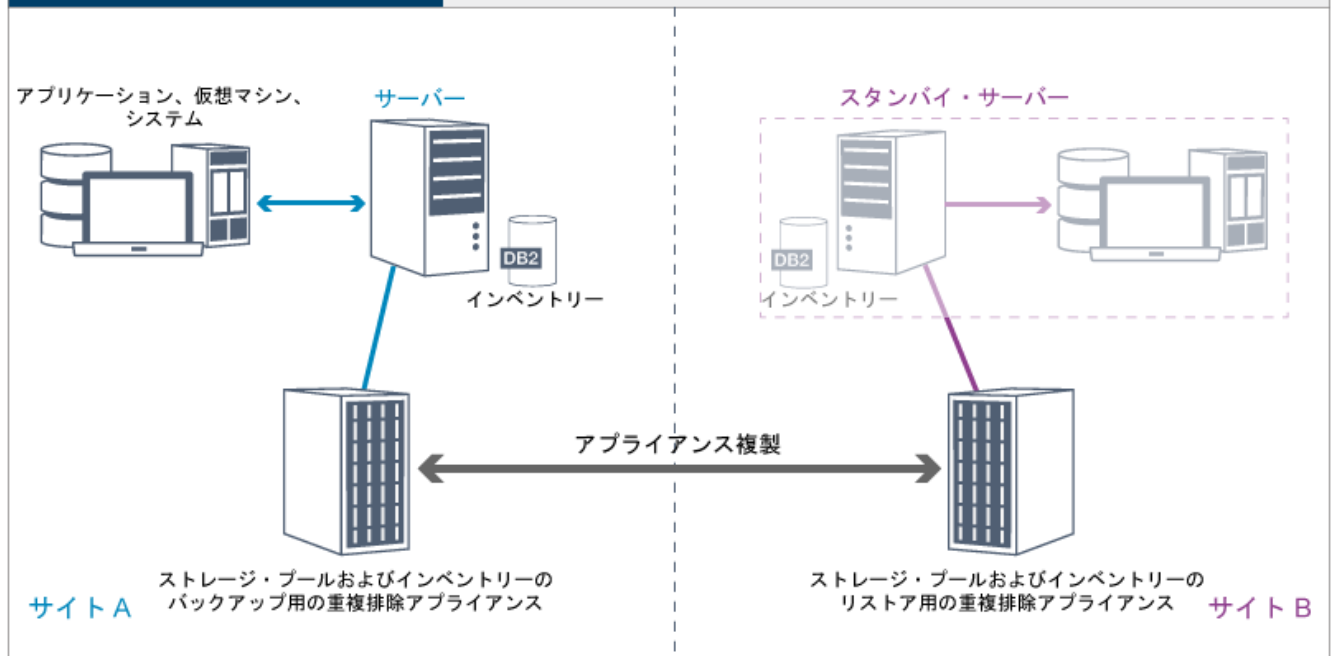 アプリケーション、仮想マシン、
システム
サーバー
DB2
インベントリー
スタンバイ・サーバー
DB2
インベントリー
アプライアンス複製
ストレージ・プールおよびインベントリーの
バックアップ用の重複排除アプライアンス
サイト A
ストレージ・プールおよびインベントリーの
リストア用の重複排除アプライアンス
サイト B